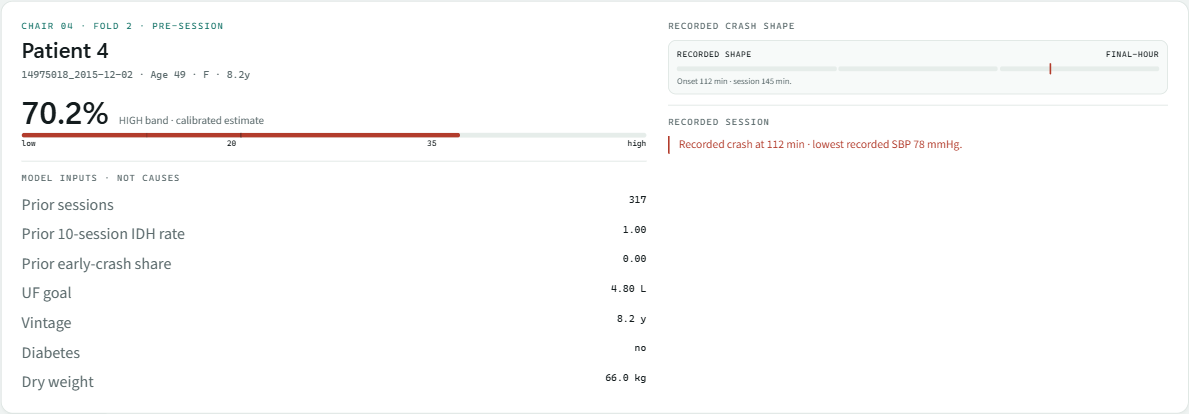 CHAIR 04 · FOLD 2 · PRE-SESSION
Patient 4
14975018_2015-12-02 · Age 49 · F · 8.2y
70.2% HIGH band · calibrated estimate
low 20 35 high
MODEL INPUTS · NOT CAUSES
Prior sessions 317
Prior 10-session IDH rate 1.00
Prior early-crash share 0.00
UF goal 4.80 L
Vintage 8.2 y
Diabetes no
Dry weight 66.0 kg
RECORDED CRASH SHAPE
RECORDED SHAPE FINAL-HOUR
Onset 112 min · session 145 min.
RECORDED SESSION
Recorded crash at 112 min · lowest recorded SBP 78 mmHg.